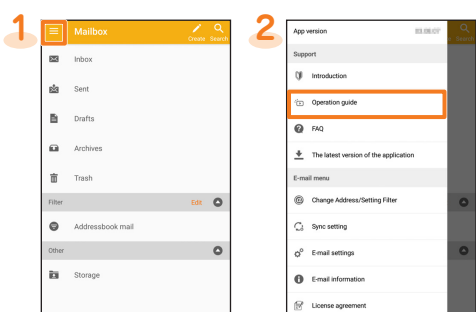 1
Mailbox
Create Search
Inbox
Sent
Drafts
Archives
Trash
Filter Edit
Addressbook mail
Other
Storage
2
App version
Support
Introduction
Operation guide
FAQ
The latest version of the application
E-mail menu
Change Address/Setting Filter
Sync setting
E-mail settings
E-mail information
License agreement